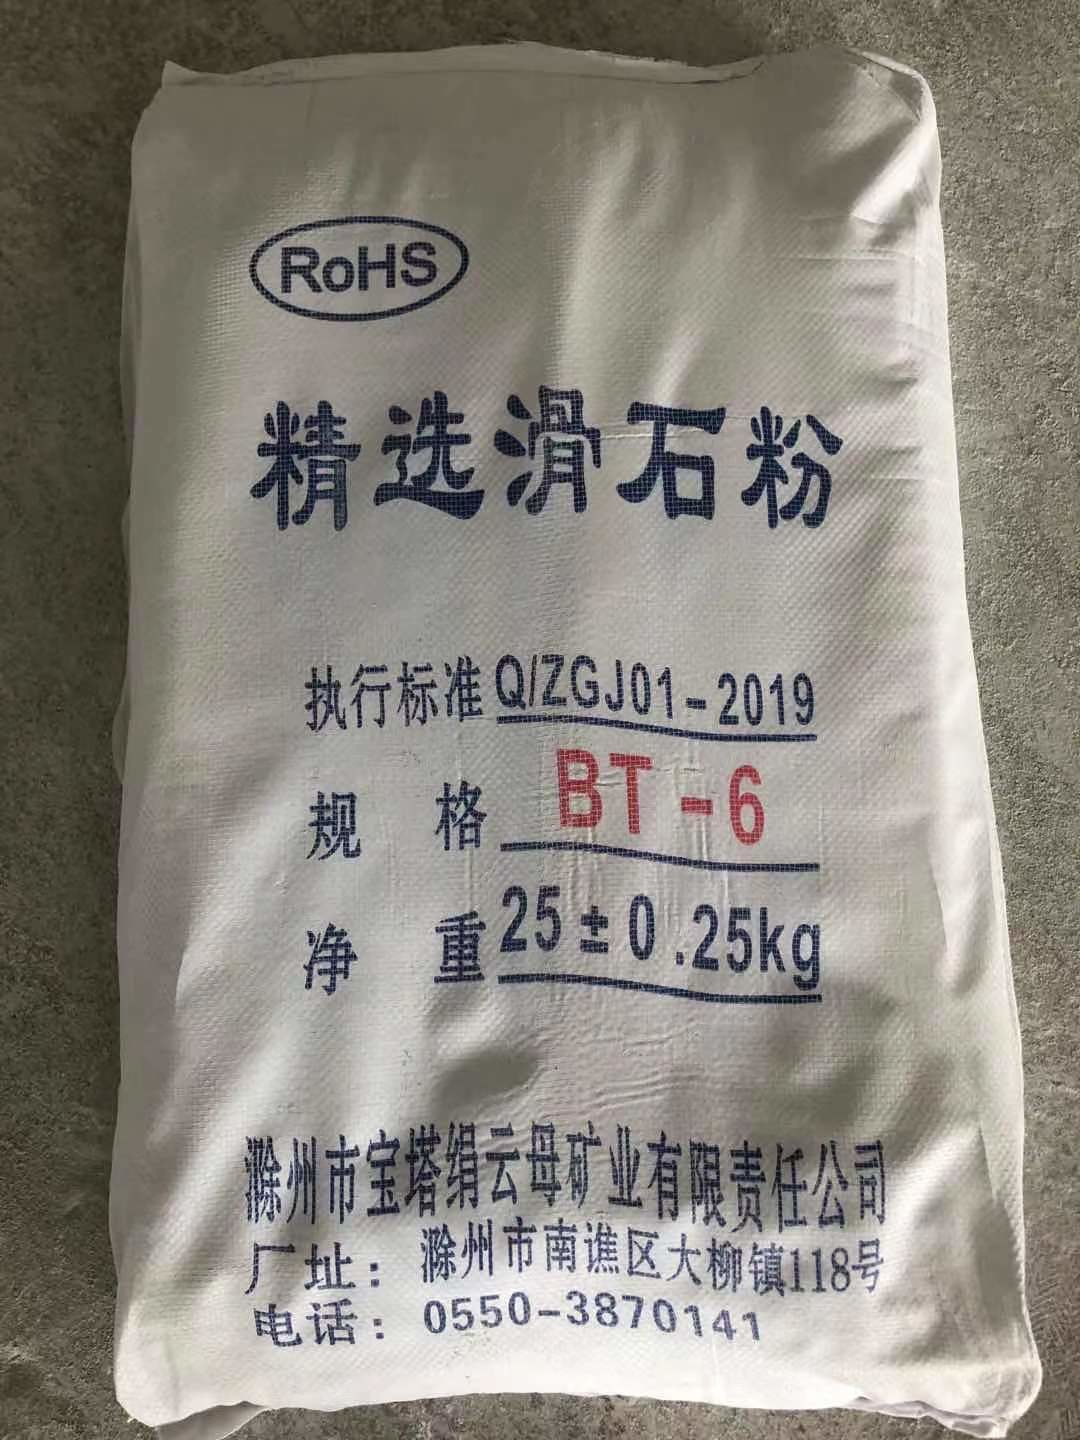 RoHS
精选滑石粉
执行标准 Q/ZGJ01-2019
规格 BT-6
净重 25±0.25kg
滁州市宝塔绢云母矿业有限责任公司
厂址：滁州市南谯区大柳镇118号
电话：0550-3870141